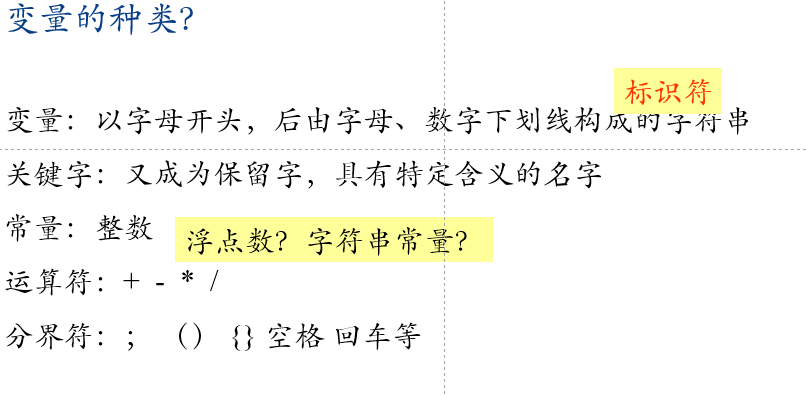 变量的种类?
标识符
变量：以字母开头，后由字母、数字下划线构成的字符串
关键字：又成为保留字，具有特定含义的名字
常量：整数
浮点数? 字符串常量?
运算符：+ - * /
分界符：; （） {} 空格 回车等